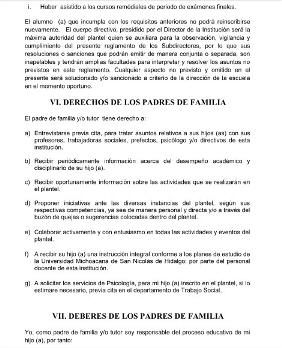 i. Haber asistido a los cursos remédiales de periodo de exámenes finales.
El alumno (a) que incumpla con los requisitos anteriores no podrá reinscribirse
nuevamente. El cuerpo directivo, presidido por el Director de la Institución será la
máxima autoridad del plantel quien se auxiliara para la observación, vigilancia y
cumplimiento del presente reglamento de los Subdirectores, por lo que sus
resoluciones o sanciones que podrán emitir de manera conjunta o separada, son
inapelables y tendrán amplias facultades para interpretar y resolver los asuntos no
previstos en este reglamento. Cualquier aspecto no previsto y omitido en el
presente será solucionado y/o sancionado a criterio de la dirección de la escuela
en el momento oportuno.
VI. DERECHOS DE LOS PADRES DE FAMILIA
El padre de familia y/o tutor tiene derecho a:
a) Entrevistarse previa cita, para tratar asuntos relativos a sus hijos (as) con sus
profesores, trabajadoras sociales, prefectos, psicólogo y/o directivos de esta
institución.
b) Recibir periódicamente información acerca del desempeño académico y
disciplinario de su hijo (a).
c) Recibir oportunamente información sobre las actividades que se realizarán en
el plantel.
d) Proponer iniciativas ante las diversas instancias del plantel, según sus
respectivas competencias, ya sea de manera personal y directa y/o a través del
buzón de quejas o sugerencias colocadas dentro del plantel.
e) Colaborar activamente y con entusiasmo en todas las actividades y eventos del
plantel.
f) A recibir su hijo (a) una instrucción integral conforme a los planes de estudio de
la Universidad Michoacana de San Nicolás de Hidalgo; por parte del personal
docente de esta institución.
g) A solicitar los servicios de Psicología, para mi hijo (a) inscrito en el plantel, si lo
estimare necesario, previa cita en el departamento de Trabajo Social.
VII. DEBERES DE LOS PADRES DE FAMILIA
Yo, como padre de familia y/o tutor soy responsable del proceso educativo de mi
hijo (a), por tanto: